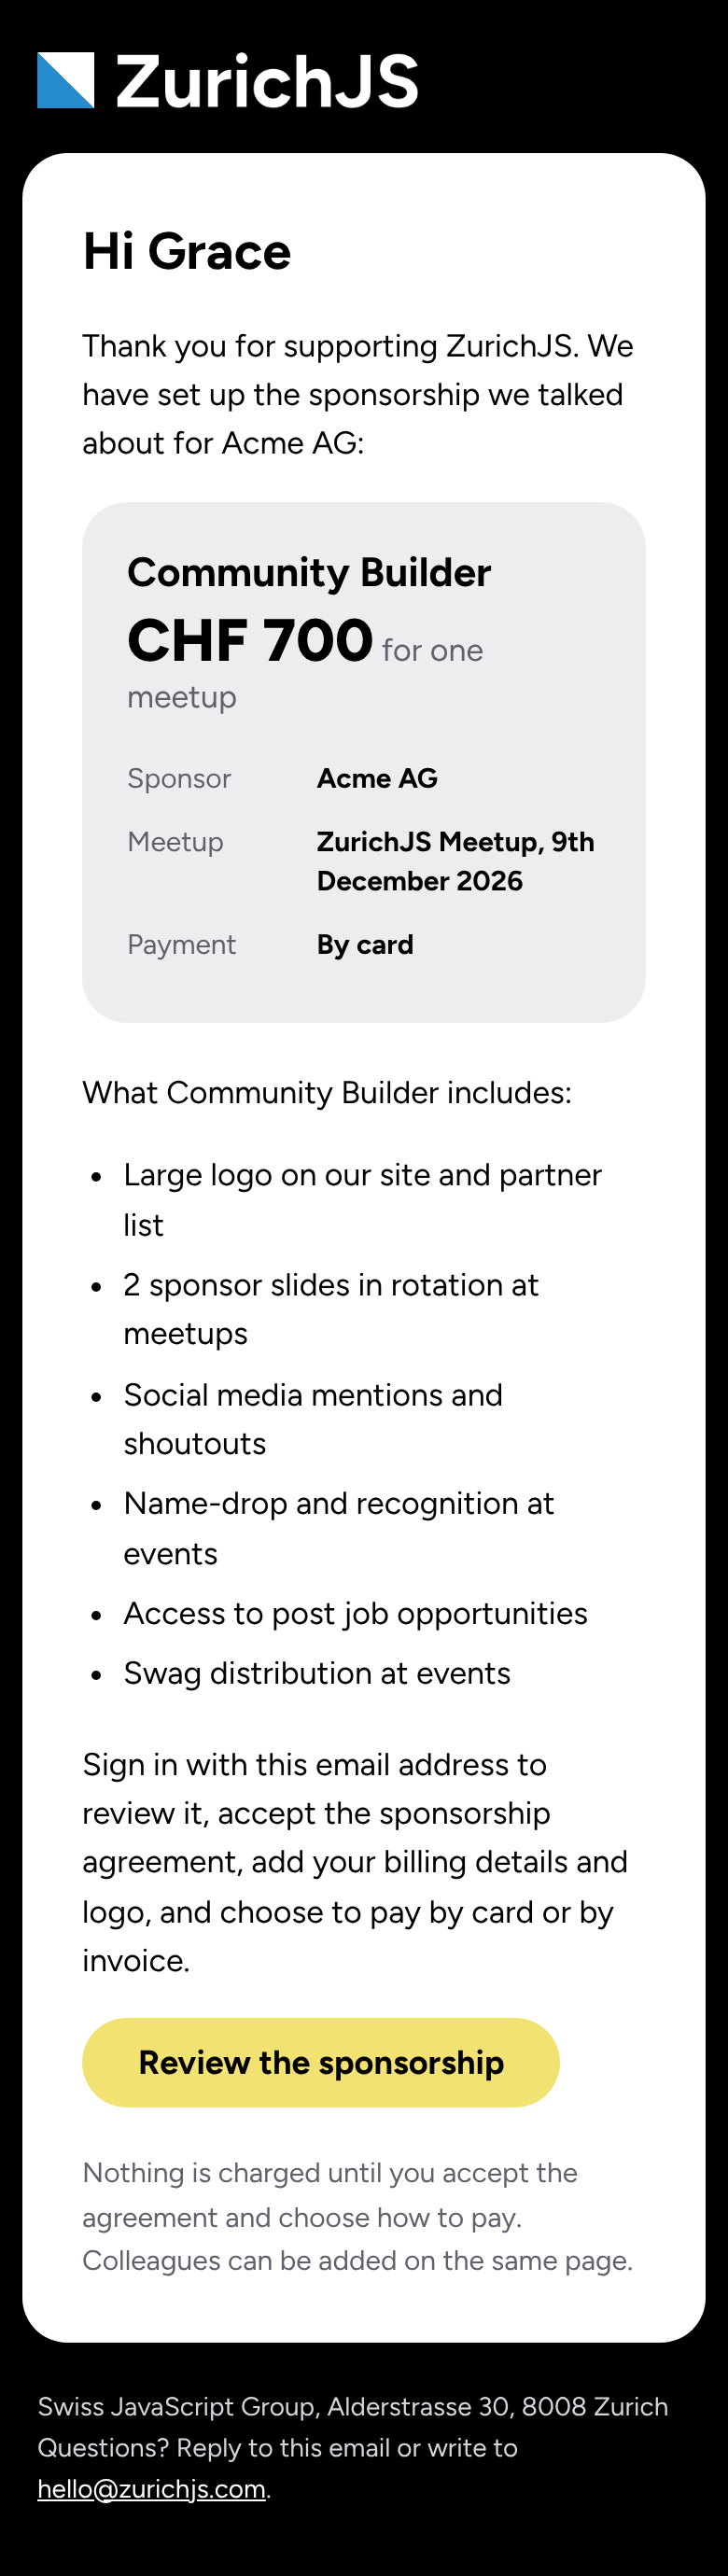 ZurichJS
Hi Grace
Thank you for supporting ZurichJS. We
have set up the sponsorship we talked
about for Acme AG:
Community Builder
CHF 700 for one
meetup
Sponsor Acme AG
Meetup ZurichJS Meetup, 9th
December 2026
Payment By card
What Community Builder includes:
• Large logo on our site and partner
list
• 2 sponsor slides in rotation at
meetups
• Social media mentions and
shoutouts
• Name-drop and recognition at
events
• Access to post job opportunities
• Swag distribution at events
Sign in with this email address to
review it, accept the sponsorship
agreement, add your billing details and
logo, and choose to pay by card or by
invoice.
Review the sponsorship
Nothing is charged until you accept the
agreement and choose how to pay.
Colleagues can be added on the same page.
Swiss JavaScript Group, Alderstrasse 30, 8008 Zurich
Questions? Reply to this email or write to
hello@zurichjs.com.